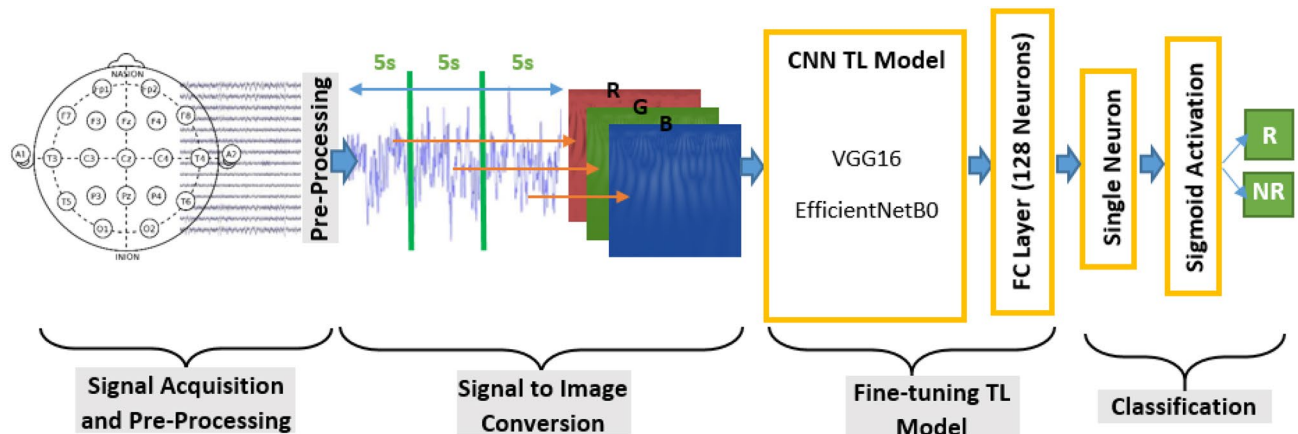 NASION
Fp1 Fp2
F7 F3 Fz F4 F8
A1 T3 C3 Cz C4 T4 A2
T5 P3 Pz P4 T6
O1 O2
INION
Pre-Processing
5s 5s 5s
R
G
B
CNN TL Model
VGG16
EfficientNetB0
FC Layer (128 Neurons)
Single Neuron
Sigmoid Activation
R
NR
Signal Acquisition
and Pre-Processing
Signal to Image
Conversion
Fine-tuning TL
Model
Classification